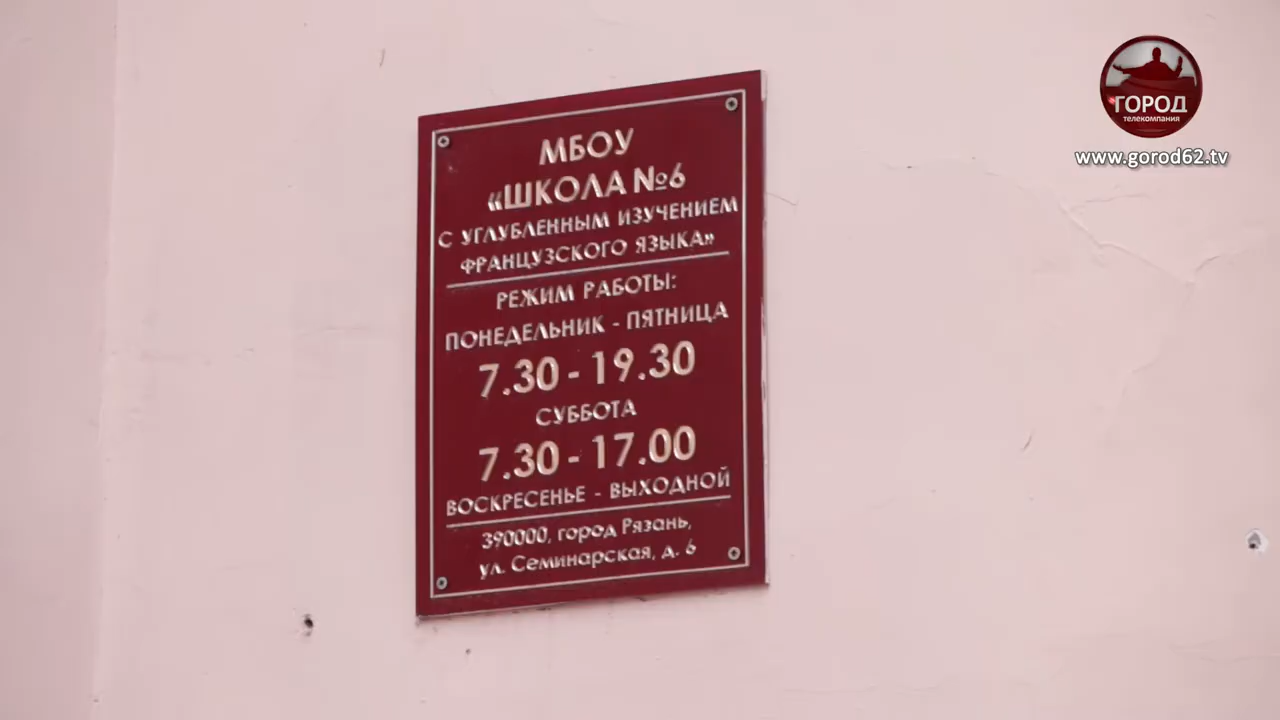 ГОРОД
телекомпания
www.gorod62.tv
МБОУ
«ШКОЛА №6
С УГЛУБЛЕННЫМ ИЗУЧЕНИЕМ
ФРАНЦУЗСКОГО ЯЗЫКА»
РЕЖИМ РАБОТЫ:
ПОНЕДЕЛЬНИК - ПЯТНИЦА
7.30 - 19.30
СУББОТА
7.30 - 17.00
ВОСКРЕСЕНЬЕ - ВЫХОДНОЙ
390000, город Рязань,
ул. Семинарская, д. 6